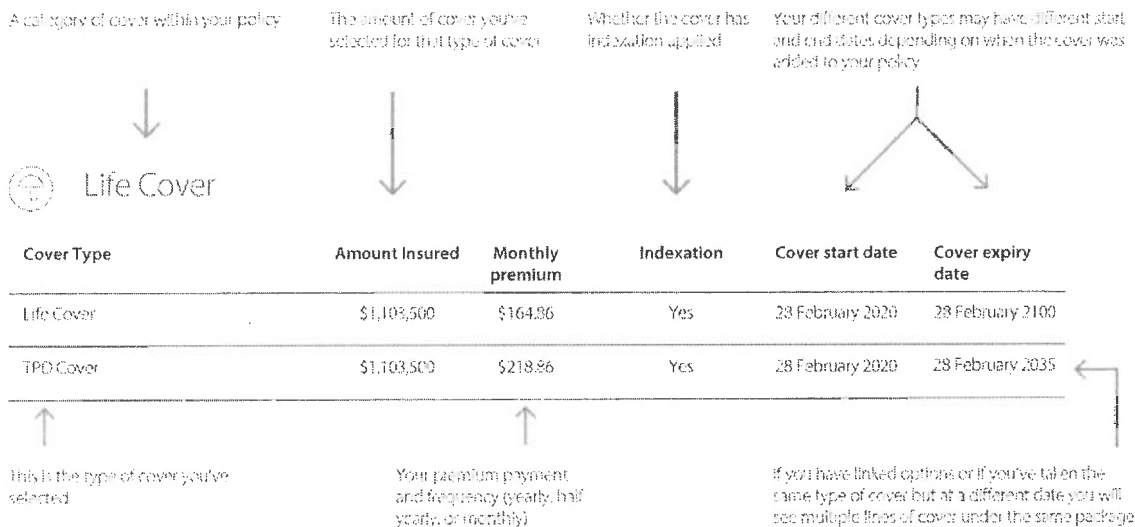 A category of cover within your policy
The amount of cover you've
selected for that type of cover
Whether the cover has
indexation applied
Your different cover types may have different start
and end dates depending on when the cover was
added to your policy
Life Cover
Cover Type
Amount Insured
Monthly
premium
Indexation
Cover start date
Cover expiry
date
Life Cover
$1,103,500
$164.86
Yes
28 February 2020
28 February 2100
TPD Cover
$1,103,500
$218.86
Yes
28 February 2020
28 February 2035
This is the type of cover you've
selected
Your premium payment
and frequency (yearly, half
yearly, or monthly)
If you have linked options or if you've taken the
same type of cover but at a different date you will
see multiple lines of cover under the same package